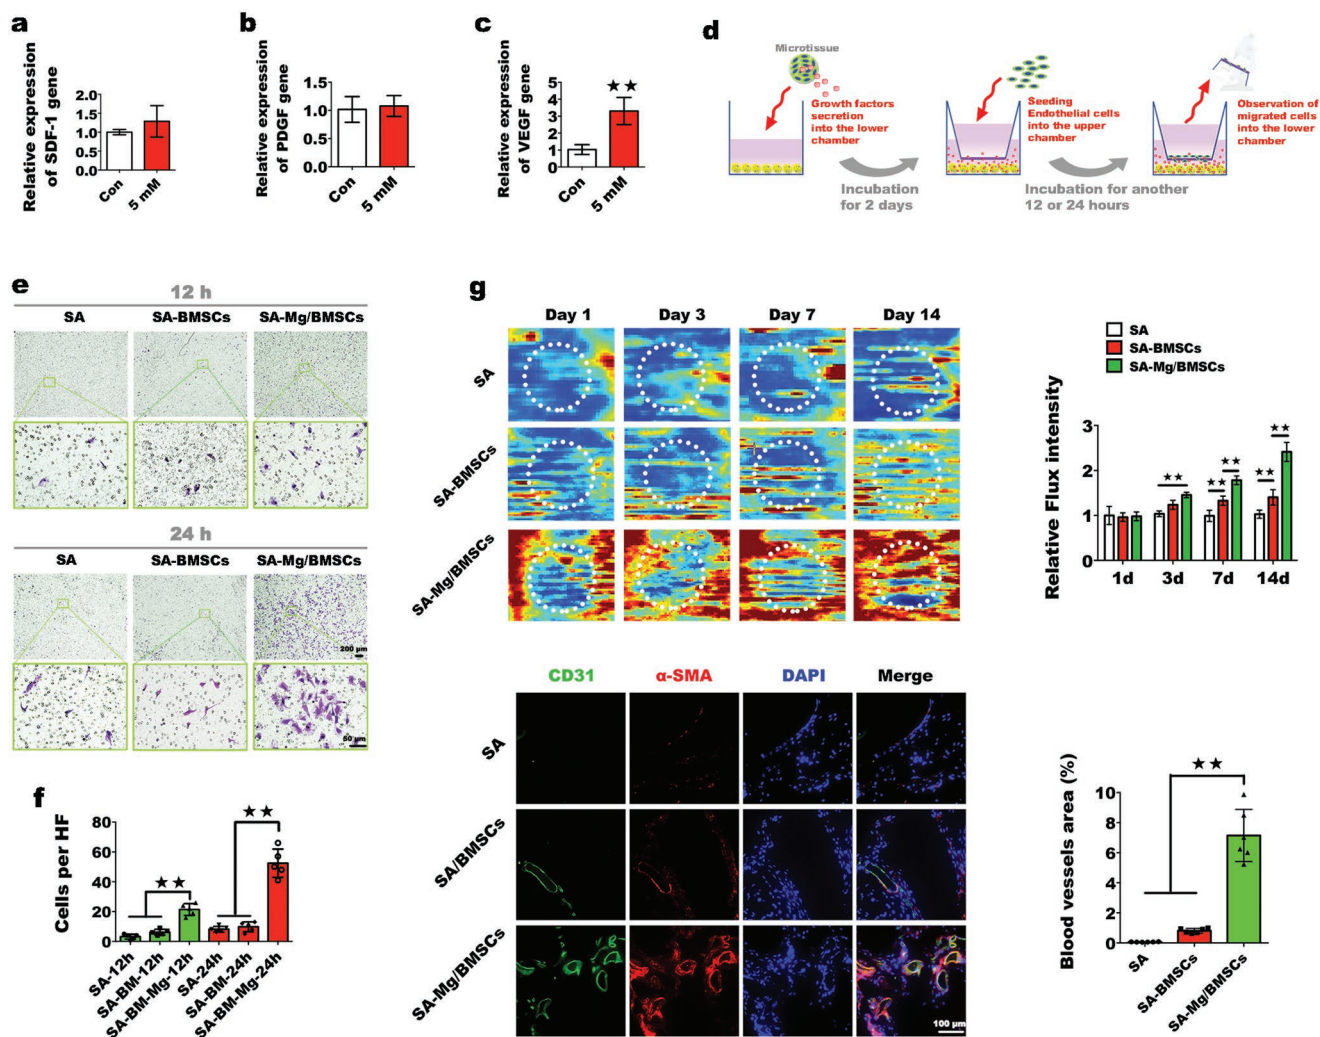 a
Relative expression
of SDF-1 gene
2.0
1.5
1.0
0.5
0.0
Con
5 mM
b
Relative expression
of PDGF gene
1.5
1.0
0.5
0.0
Con
5 mM
c
Relative expression
of VEGF gene
5
4
3
2
1
0
★★
Con
5 mM
d
Microtissue
Growth factors
secretion
into the lower
chamber
Incubation
for 2 days
Seeding
Endothelial cells
into the upper
chamber
Incubation for another
12 or 24 hours
Observation of
migrated cells
into the lower
chamber
e
12 h
SA
SA-BMSCs
SA-Mg/BMSCs
24 h
SA
SA-BMSCs
SA-Mg/BMSCs
200 μm
50 μm
f
Cells per HF
80
60
40
20
0
★★
★★
SA-12h
SA-BM-12h
SA-BM-Mg-12h
SA-24h
SA-BM-24h
SA-BM-Mg-24h
g
Day 1
Day 3
Day 7
Day 14
SA
SA-BMSCs
SA-Mg/BMSCs
SA
SA-BMSCs
SA-Mg/BMSCs
Relative Flux intensity
3
2
1
0
★★
★★
★★
★★
★★
1d
3d
7d
14d
CD31
α-SMA
DAPI
Merge
SA
SA/BMSCs
SA-Mg/BMSCs
100 μm
Blood vessels area (%)
10
8
6
4
2
0
★★
SA
SA-BMSCs
SA-Mg/BMSCs